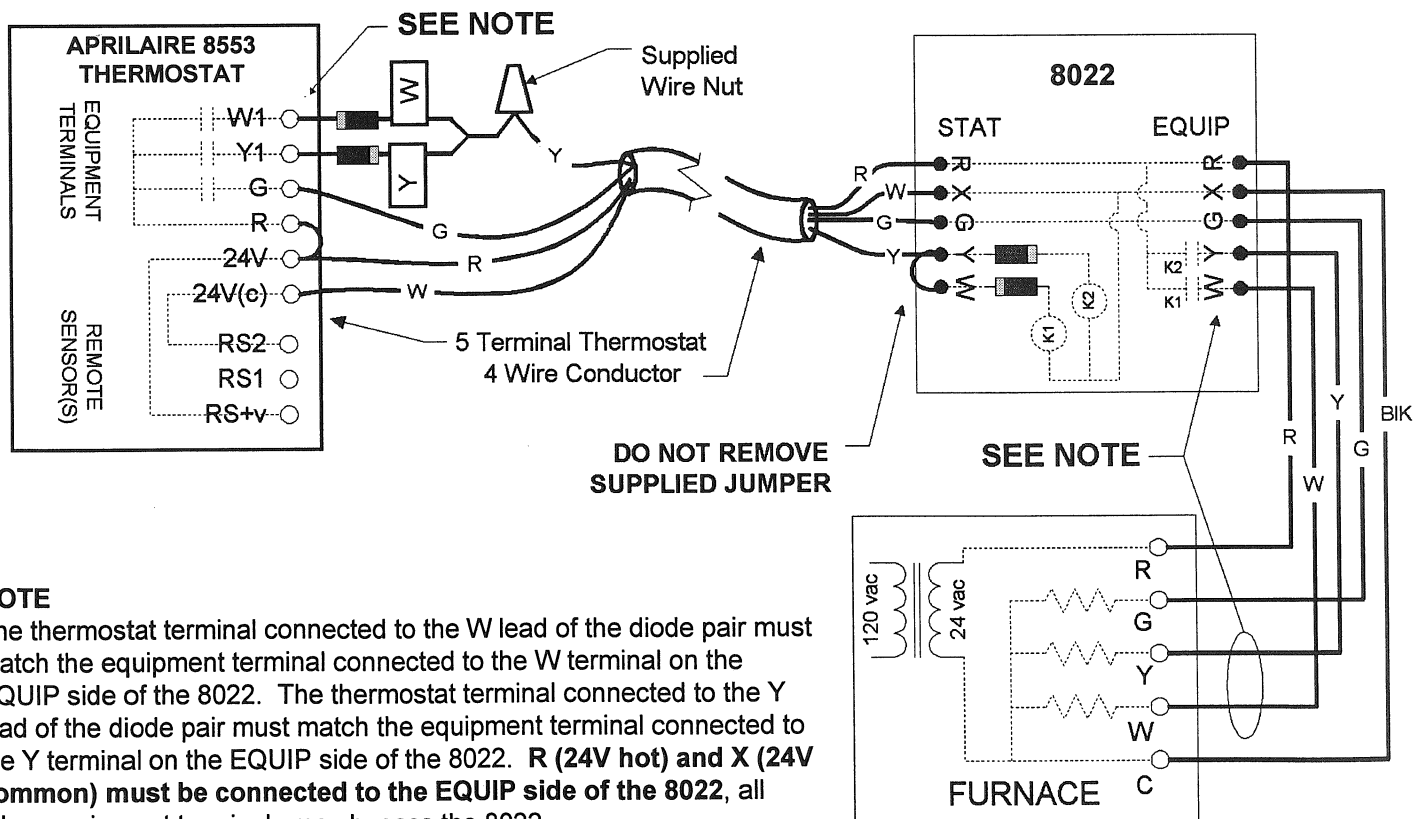 APRILAIRE 8553
THERMOSTAT
EQUIPMENT
TERMINALS
W1
Y1
G
R
24V
24V(c)
REMOTE
SENSOR(S)
RS2
RS1
RS+v
SEE NOTE
W
Y
Supplied
Wire Nut
Y
G
R
W
5 Terminal Thermostat
4 Wire Conductor
R
W
G
Y
8022
STAT
EQUIP
R
X
G
Y
W
K1
K2
R
X
G
Y
W
K2
K1
DO NOT REMOVE
SUPPLIED JUMPER
SEE NOTE
R
W
Y
G
BIK
120 vac
24 vac
R
G
Y
W
C
FURNACE
OTE
he thermostat terminal connected to the W lead of the diode pair must
atch the equipment terminal connected to the W terminal on the
QUIP side of the 8022. The thermostat terminal connected to the Y
ad of the diode pair must match the equipment terminal connected to
e Y terminal on the EQUIP side of the 8022. R (24V hot) and X (24V
ommon) must be connected to the EQUIP side of the 8022, all